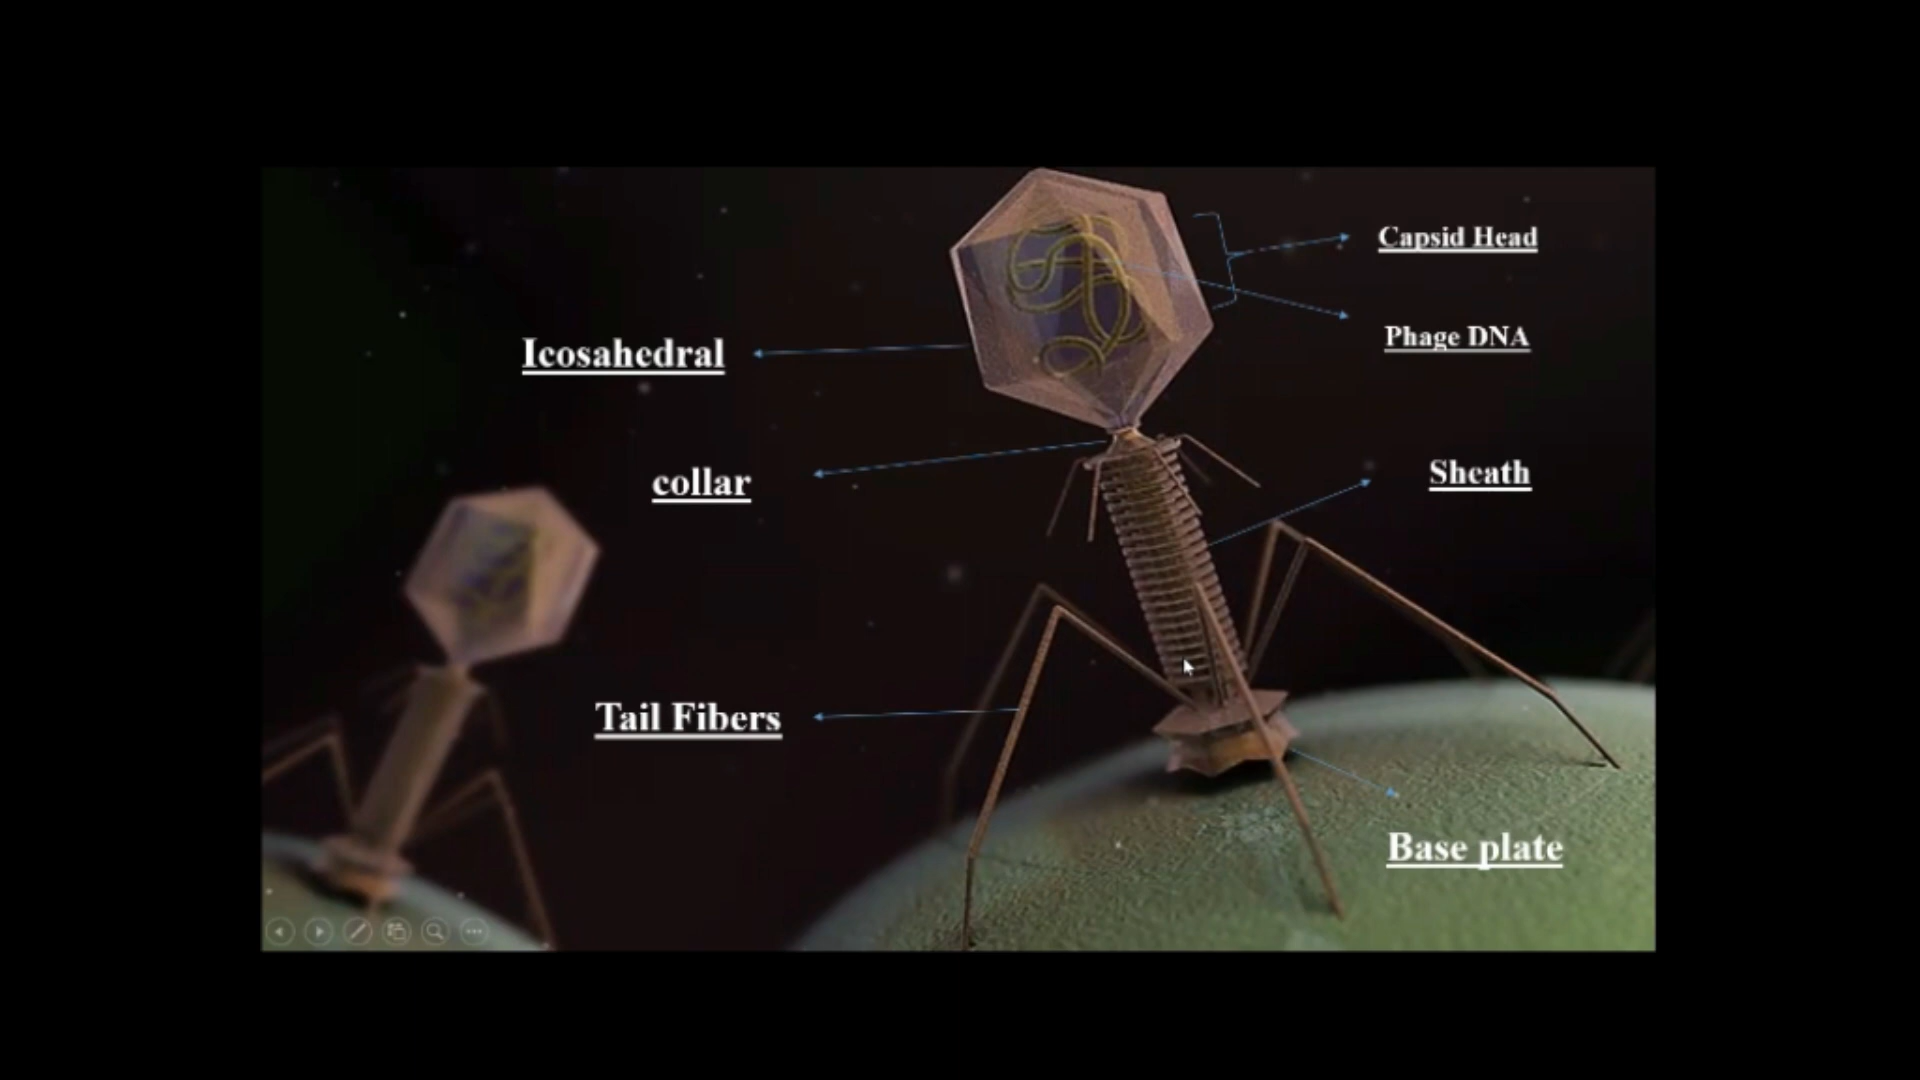 Capsid Head
Phage DNA
Icosahedral
collar
Sheath
Tail Fibers
Base plate